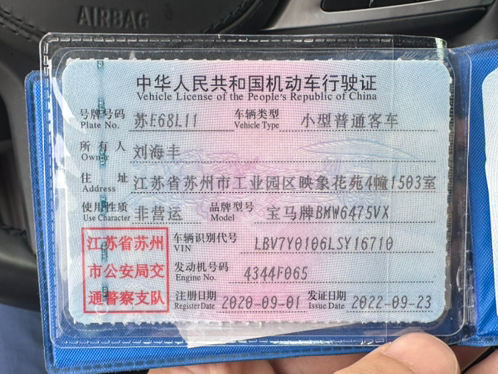 AIRBAG
中华人民共和国机动车行驶证
Vehicle License of the People's Republic of China
号牌号码 苏E68L11 车辆类型 小型普通客车
Plate No. Vehicle Type
所有人 刘海丰
Owner
住址 江苏省苏州市工业园区映象花苑4幢1503室
Address
使用性质 非营运 品牌型号 宝马牌BMW6475VX
Use Character Model
江苏省苏州
市公安局交
通警察支队
车辆识别代号 LBV7Y0106LSY16710
VIN
发动机号码 4344F065
Engine No.
注册日期 2020-09-01 发证日期 2022-09-23
Register Date Issue Date